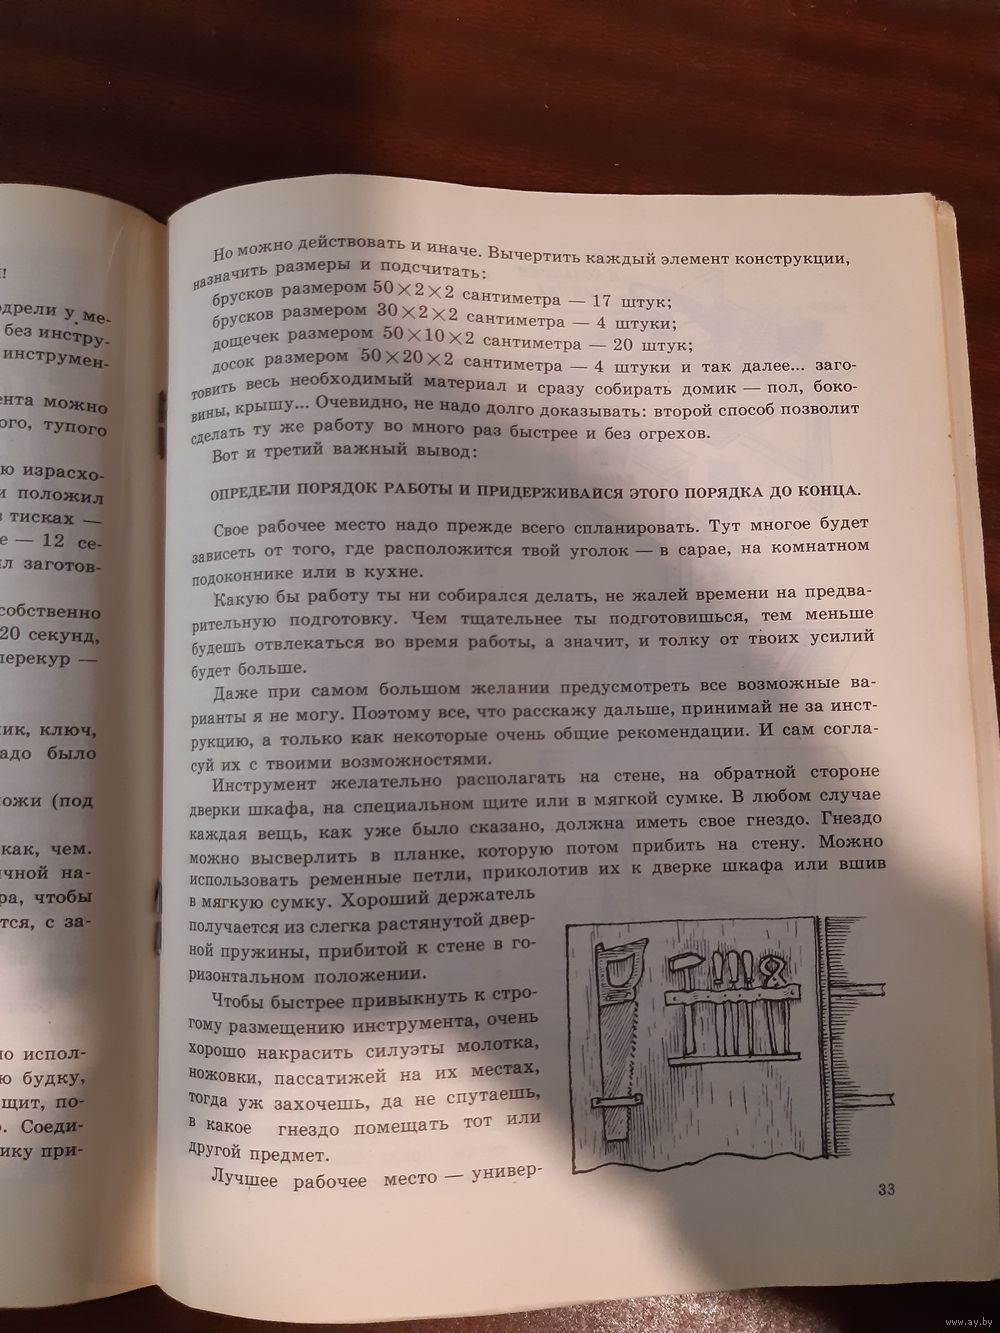 одрели у ме-
без инстру-
инструмен-
ента можно
ого, тупого
ю израсхо-
и положил
в тисках —
е — 12 се-
л заготов-
собственно
20 секунд,
перекур —
ик, ключ,
адо было
ножи (под
как, чем.
ичной на-
ра, чтобы
тся, с за-
но испол-
ю будку,
щит, по-
о. Соеди-
ику при-
Но можно действовать и иначе. Вычертить каждый элемент конструкции,
назначить размеры и подсчитать:
брусков размером 50×2×2 сантиметра — 17 штук;
брусков размером 30×2×2 сантиметра — 4 штуки;
дощечек размером 50×10×2 сантиметра — 20 штук;
досок размером 50×20×2 сантиметра — 4 штуки и так далее... заго-
товить весь необходимый материал и сразу собирать домик — пол, боко-
вины, крышу... Очевидно, не надо долго доказывать: второй способ позволит
сделать ту же работу во много раз быстрее и без огрехов.
Вот и третий важный вывод:
ОПРЕДЕЛИ ПОРЯДОК РАБОТЫ И ПРИДЕРЖИВАЙСЯ ЭТОГО ПОРЯДКА ДО КОНЦА.
Свое рабочее место надо прежде всего спланировать. Тут многое будет
зависеть от того, где расположится твой уголок — в сарае, на комнатном
подоконнике или в кухне.
Какую бы работу ты ни собирался делать, не жалей времени на предва-
рительную подготовку. Чем тщательнее ты подготовишься, тем меньше
будешь отвлекаться во время работы, а значит, и толку от твоих усилий
будет больше.
Даже при самом большом желании предусмотреть все возможные ва-
рианты я не могу. Поэтому все, что расскажу дальше, принимай не за инст-
рукцию, а только как некоторые очень общие рекомендации. И сам согла-
суй их с твоими возможностями.
Инструмент желательно располагать на стене, на обратной стороне
дверки шкафа, на специальном щите или в мягкой сумке. В любом случае
каждая вещь, как уже было сказано, должна иметь свое гнездо. Гнездо
можно высверлить в планке, которую потом прибить на стену. Можно
использовать ременные петли, приколотив их к дверке шкафа или вшив
в мягкую сумку. Хороший держатель
получается из слегка растянутой двер-
ной пружины, прибитой к стене в го-
ризонтальном положении.
Чтобы быстрее привыкнуть к стро-
гому размещению инструмента, очень
хорошо накрасить силуэты молотка,
ножовки, пассатижей на их местах,
тогда уж захочешь, да не спутаешь,
в какое гнездо помещать тот или
другой предмет.
Лучшее рабочее место — универ-
33
www.ay.by